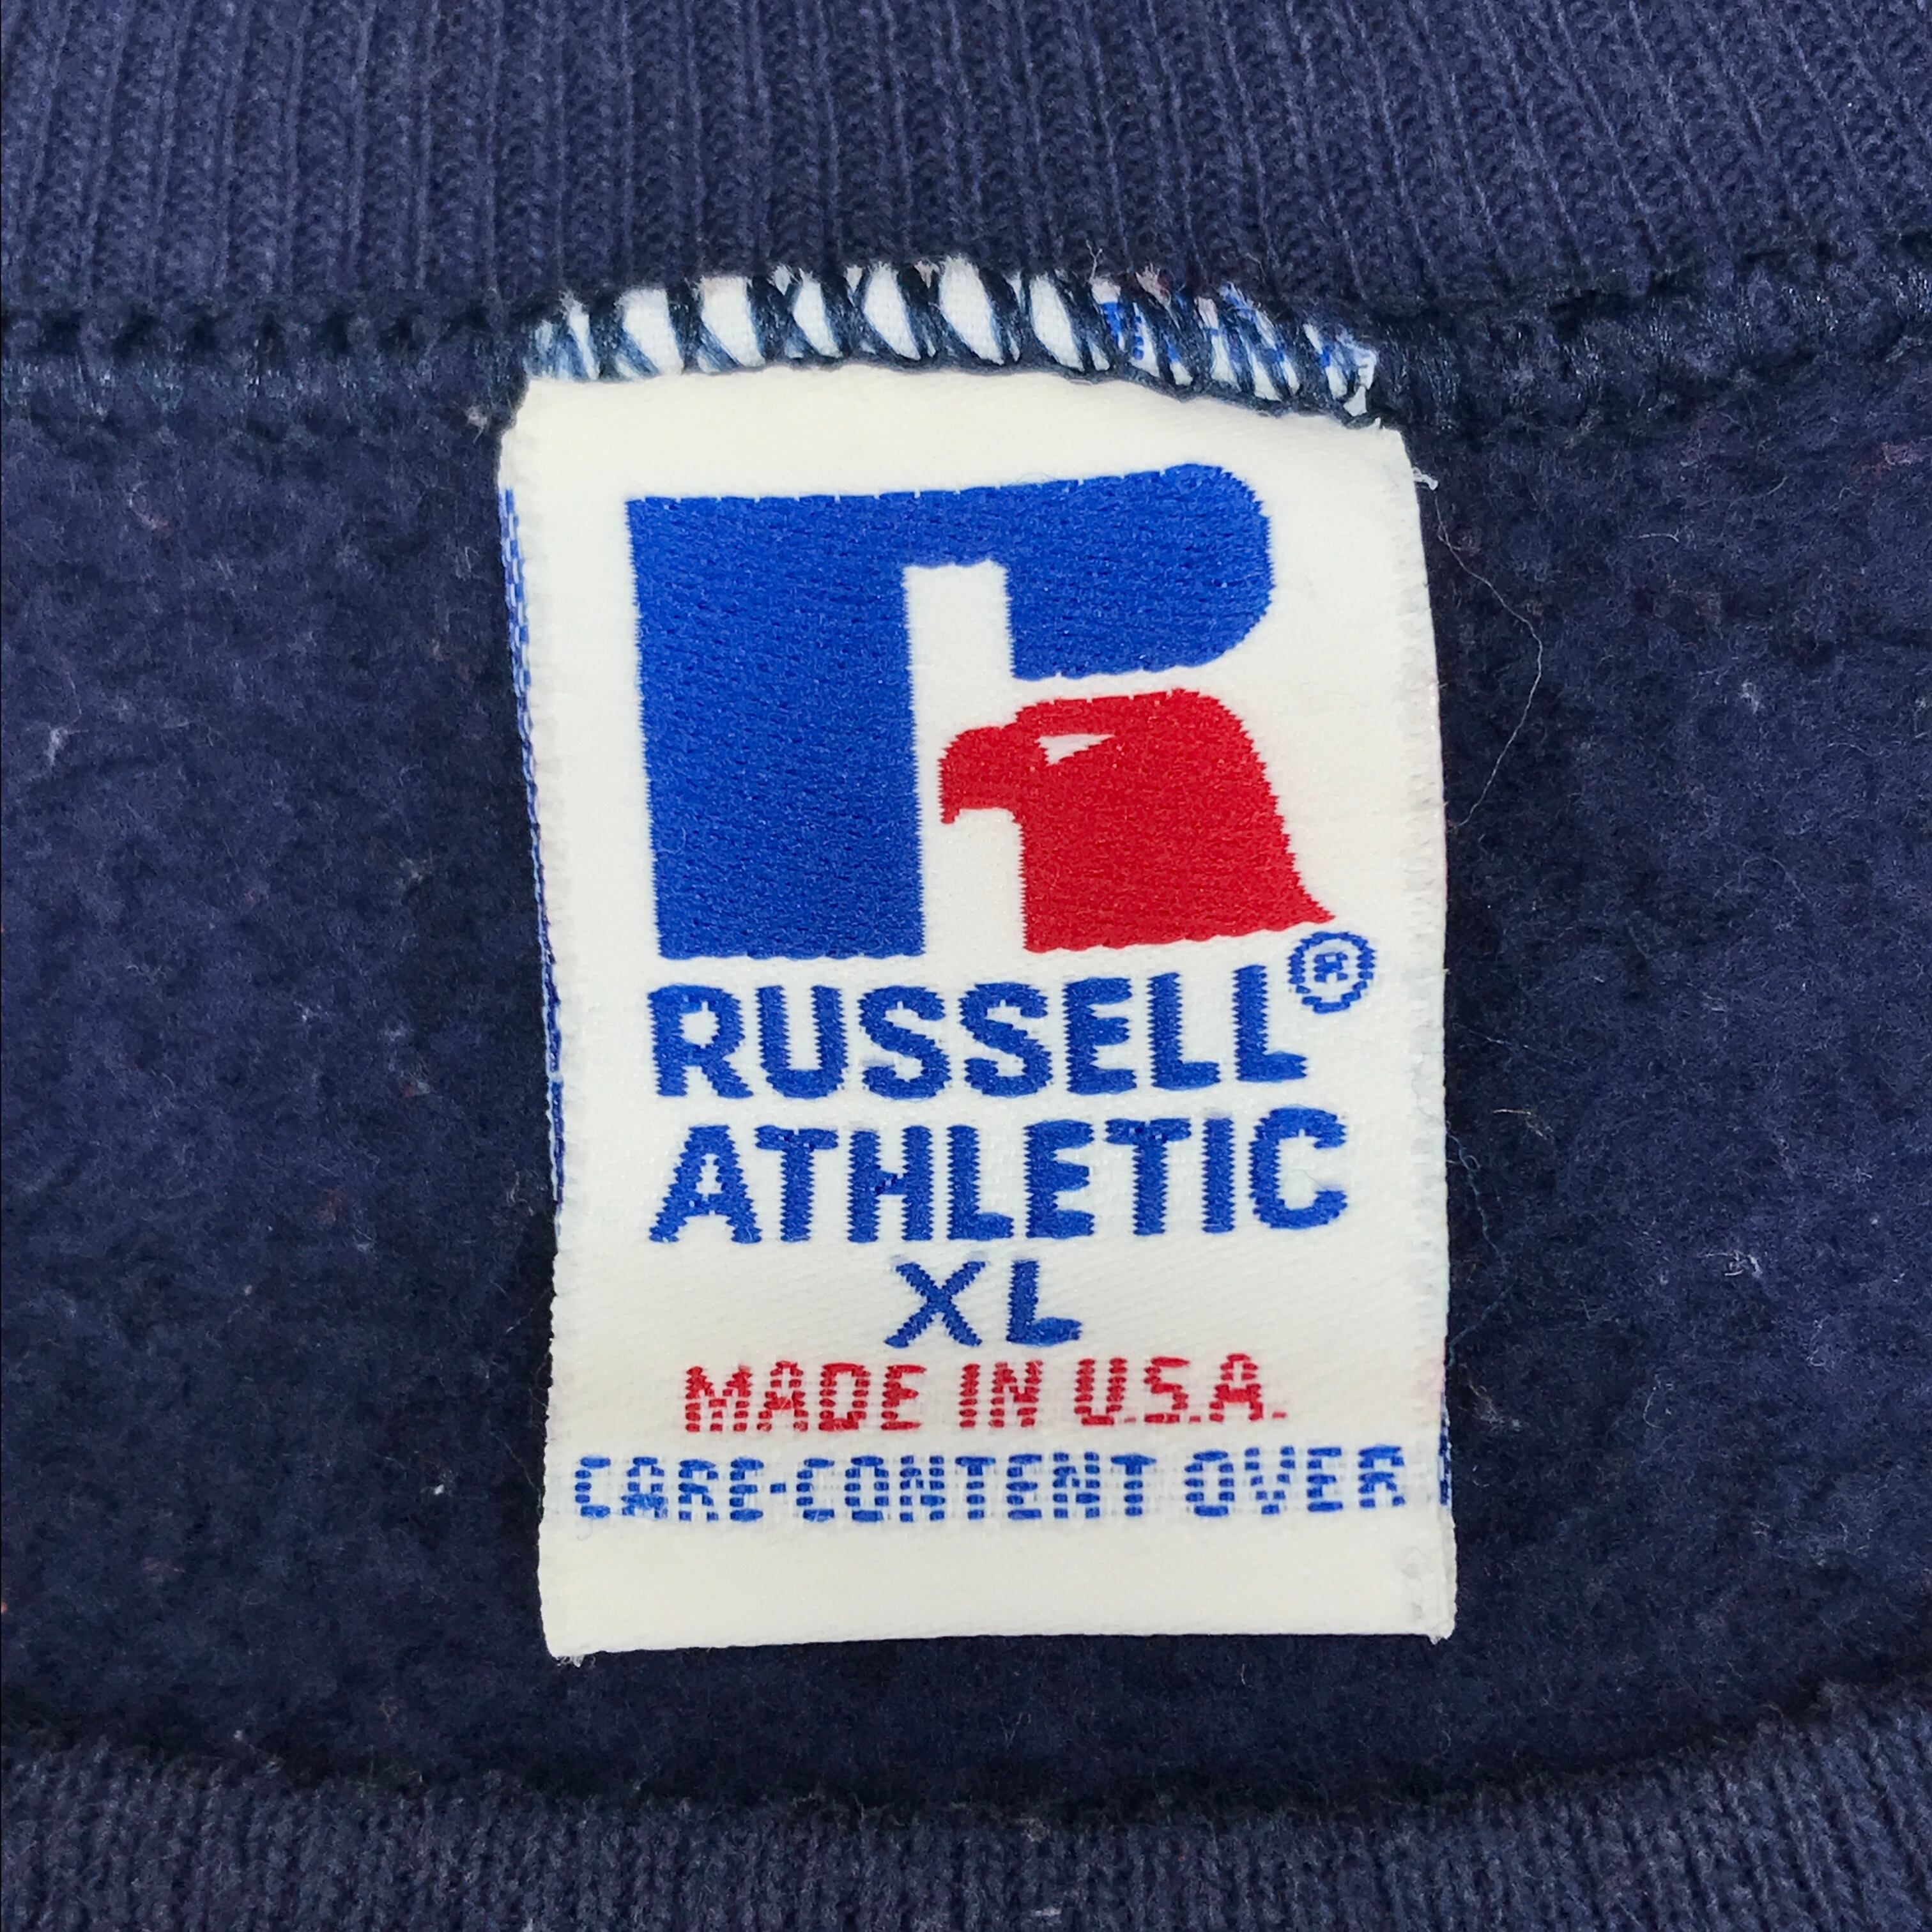 RUSSELL®
ATHLETIC
XL
MADE IN U.S.A.
CARE·CONTENT OVER